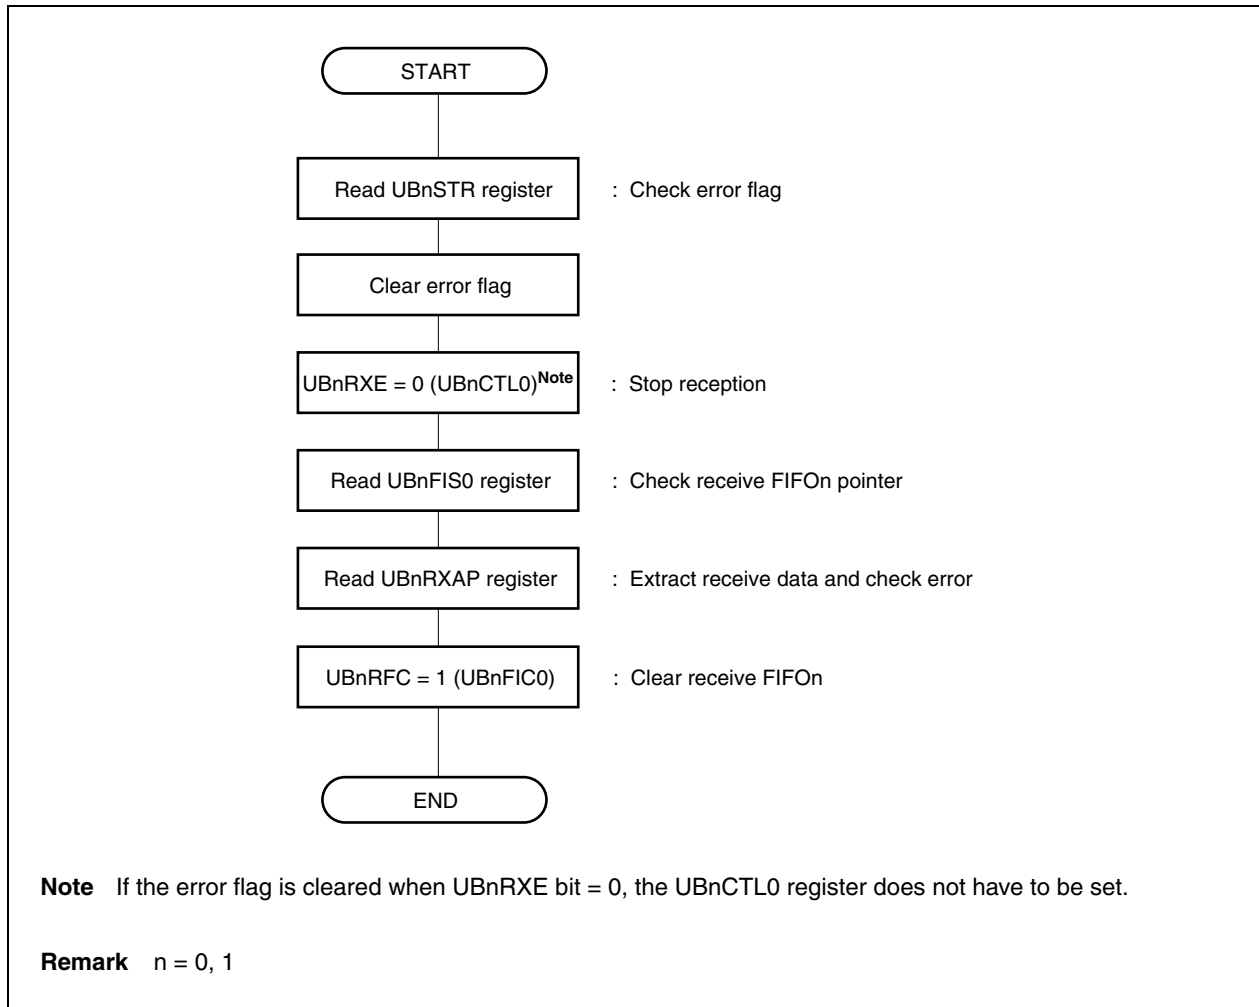 START
Read UBnSTR register : Check error flag
Clear error flag
UBnRXE = 0 (UBnCTL0)Note : Stop reception
Read UBnFIS0 register : Check receive FIFOn pointer
Read UBnRXAP register : Extract receive data and check error
UBnRFC = 1 (UBnFIC0) : Clear receive FIFOn
END
Note If the error flag is cleared when UBnRXE bit = 0, the UBnCTL0 register does not have to be set.
Remark n = 0, 1